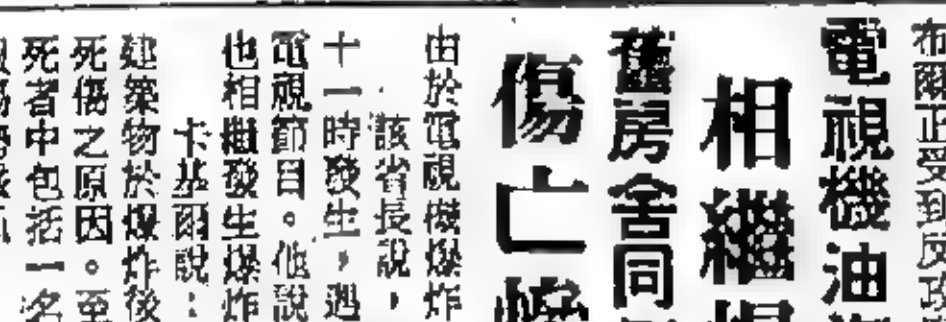 布爾正受到反政
電視機油
相繼
舊房舍同
傷亡慘
由於電視機爆炸
該省長說，
十一時發生，遇
電視節目。他說
也相繼發生爆炸
卡基爾說：
建築物於爆炸後
死傷之原因。至
死者中包括一名